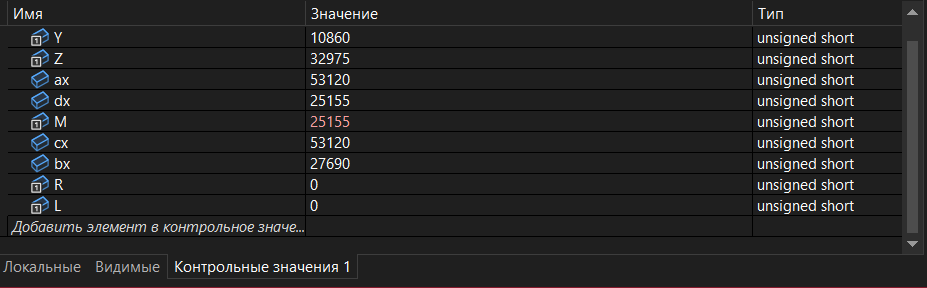 Имя Значение Тип
Y 10860 unsigned short
Z 32975 unsigned short
ax 53120 unsigned short
dx 25155 unsigned short
M 25155 unsigned short
cx 53120 unsigned short
bx 27690 unsigned short
R 0 unsigned short
L 0 unsigned short
Добавить элемент в контрольное значе...
Локальные Видимые Контрольные значения 1